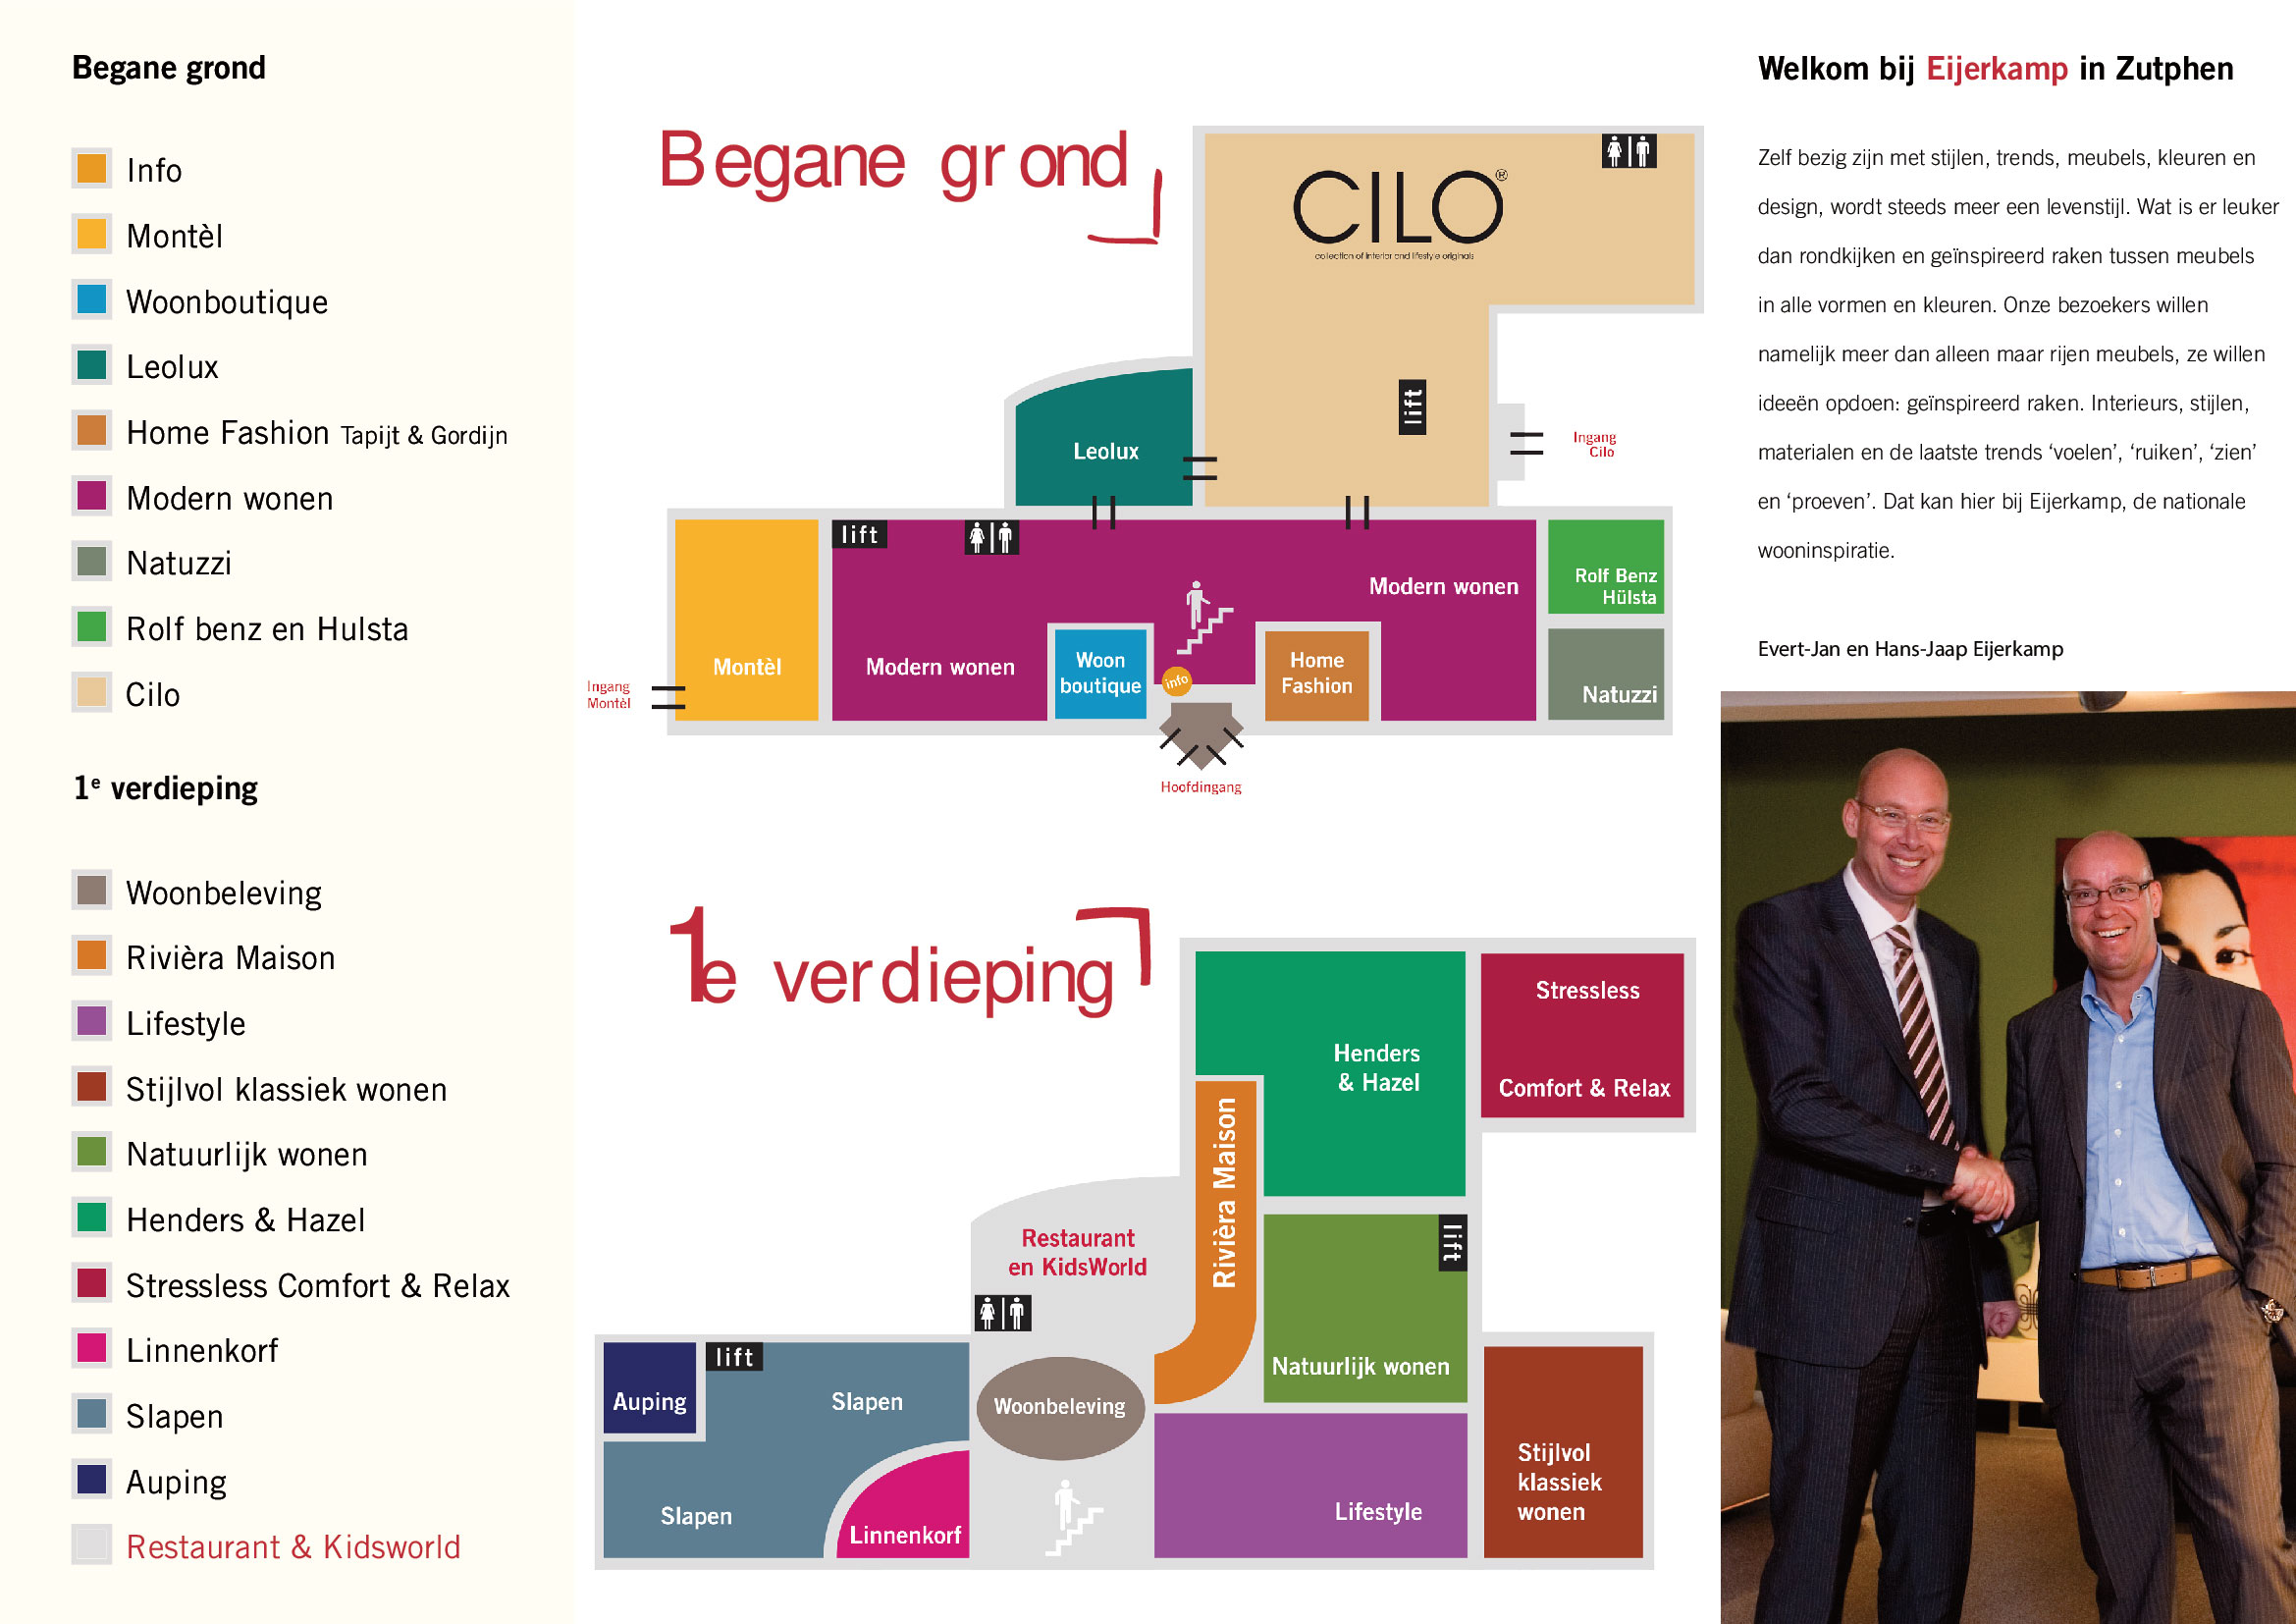 Begane grond
Info
Montèl
Woonboutique
Leolux
Home Fashion Tapijt & Gordijn
Modern wonen
Natuzzi
Rolf benz en Hulsta
Cilo
1e verdieping
Woonbeleving
Rivièra Maison
Lifestyle
Stijlvol klassiek wonen
Natuurlijk wonen
Henders & Hazel
Stressless Comfort & Relax
Linnenkorf
Slapen
Auping
Restaurant & Kidsworld
Begane grond
CILO®
collection of interior and lifestyle originals
lift
Ingang
Cilo
Leolux
lift
Modern wonen
Rolf Benz
Hülsta
Montèl
Modern wonen
Woon
boutique
info
Home
Fashion
Natuzzi
Ingang
Montèl
Hoofdingang
1e verdieping
Stressless
Comfort & Relax
Henders
& Hazel
Rivièra Maison
Restaurant
en KidsWorld
lift
Natuurlijk wonen
lift
Auping
Slapen
Woonbeleving
Slapen
Linnenkorf
Lifestyle
Stijlvol
klassiek
wonen
Welkom bij Eijerkamp in Zutphen
Zelf bezig zijn met stijlen, trends, meubels, kleuren en
design, wordt steeds meer een levenstijl. Wat is er leuker
dan rondkijken en geïnspireerd raken tussen meubels
in alle vormen en kleuren. Onze bezoekers willen
namelijk meer dan alleen maar rijen meubels, ze willen
ideeën opdoen: geïnspireerd raken. Interieurs, stijlen,
materialen en de laatste trends ‘voelen’, ‘ruiken’, ‘zien’
en ‘proeven’. Dat kan hier bij Eijerkamp, de nationale
wooninspiratie.
Evert-Jan en Hans-Jaap Eijerkamp